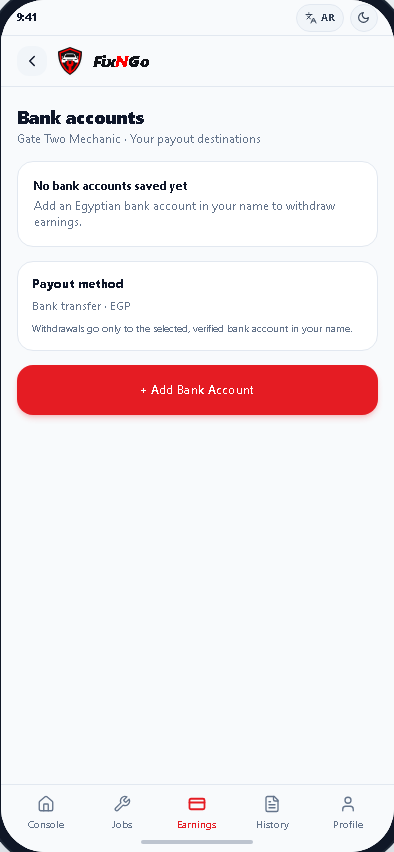 9:41
AR
FixNGo
Bank accounts
Gate Two Mechanic · Your payout destinations
No bank accounts saved yet
Add an Egyptian bank account in your name to withdraw
earnings.
Payout method
Bank transfer · EGP
Withdrawals go only to the selected, verified bank account in your name.
+ Add Bank Account
Console
Jobs
Earnings
History
Profile